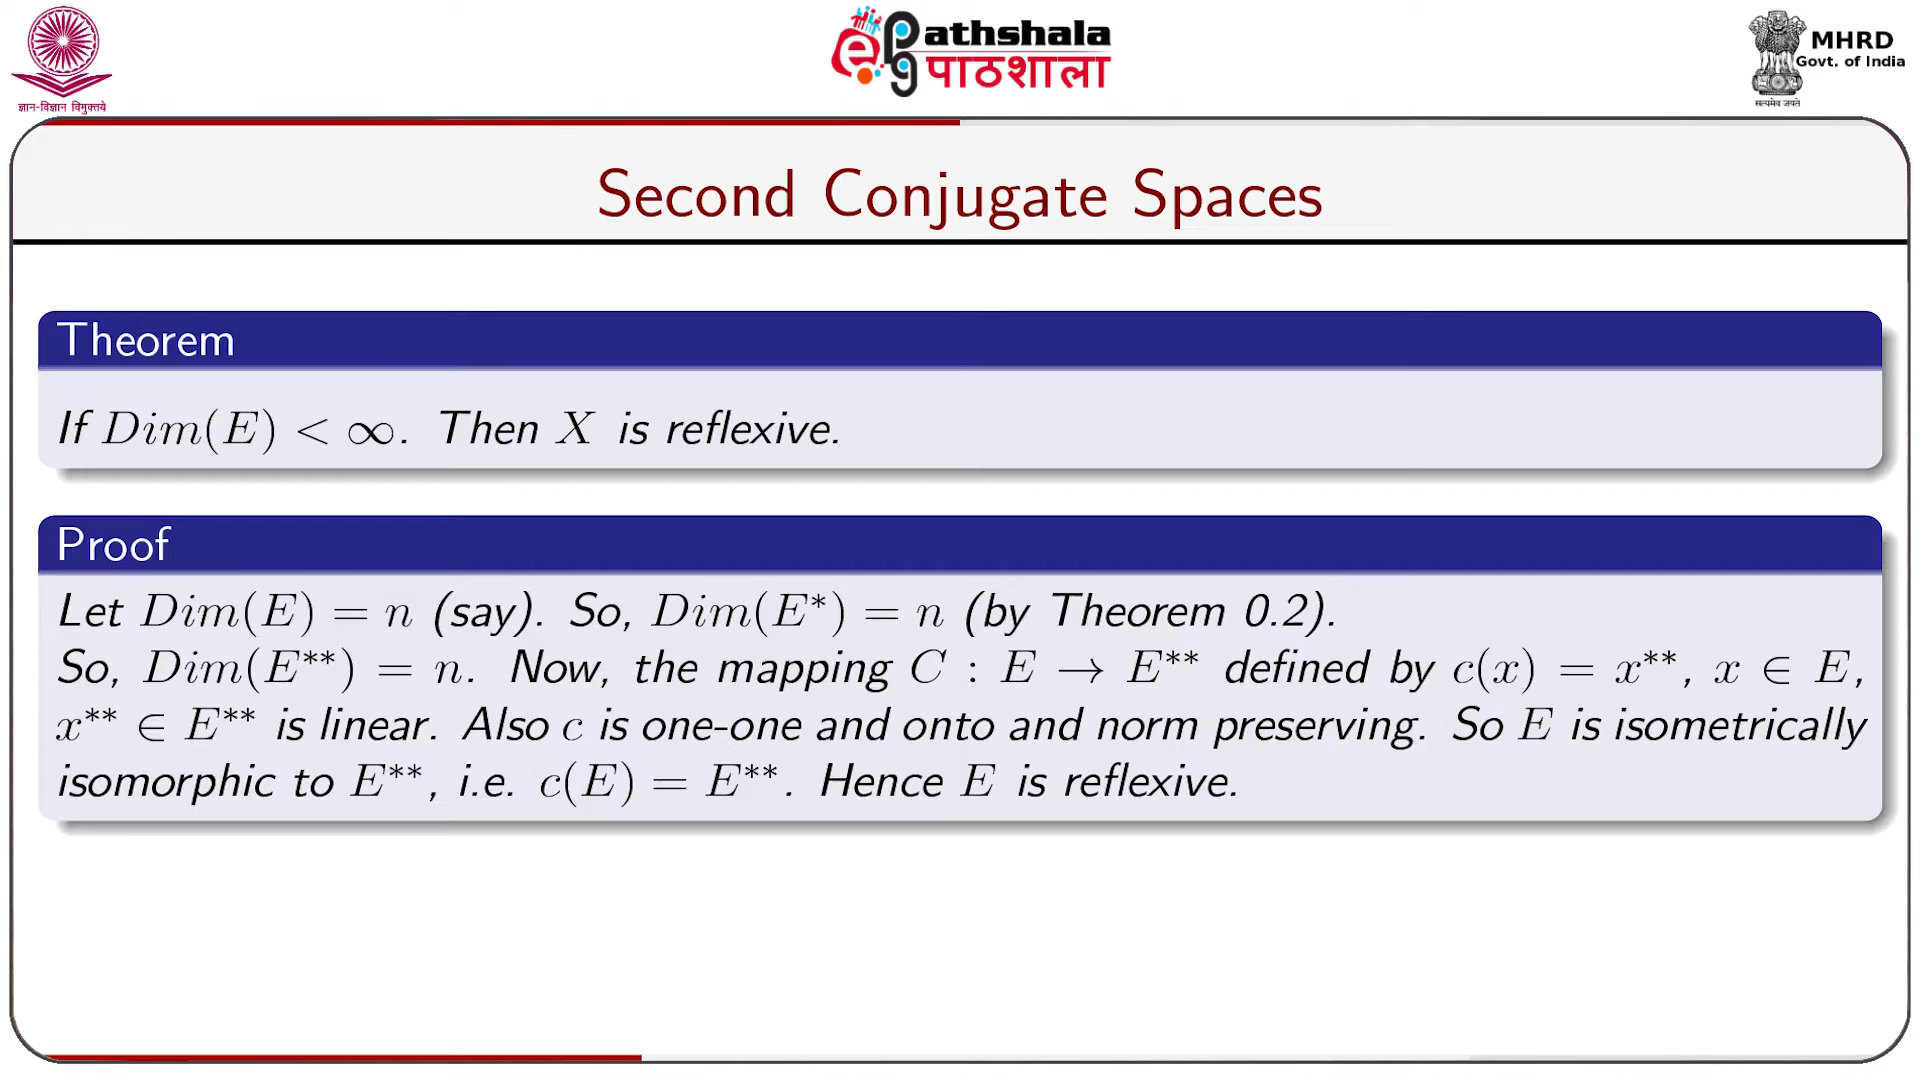 ज्ञान-विज्ञान विमुक्तये
ePathshala
पाठशाला
MHRD
Govt. of India
सत्यमेव जयते
Second Conjugate Spaces
Theorem
If Dim(E) < ∞. Then X is reflexive.
Proof
Let Dim(E) = n (say). So, Dim(E*) = n (by Theorem 0.2).
So, Dim(E**) = n. Now, the mapping C : E → E** defined by c(x) = x**, x ∈ E,
x** ∈ E** is linear. Also c is one-one and onto and norm preserving. So E is isometrically
isomorphic to E**, i.e. c(E) = E**. Hence E is reflexive.